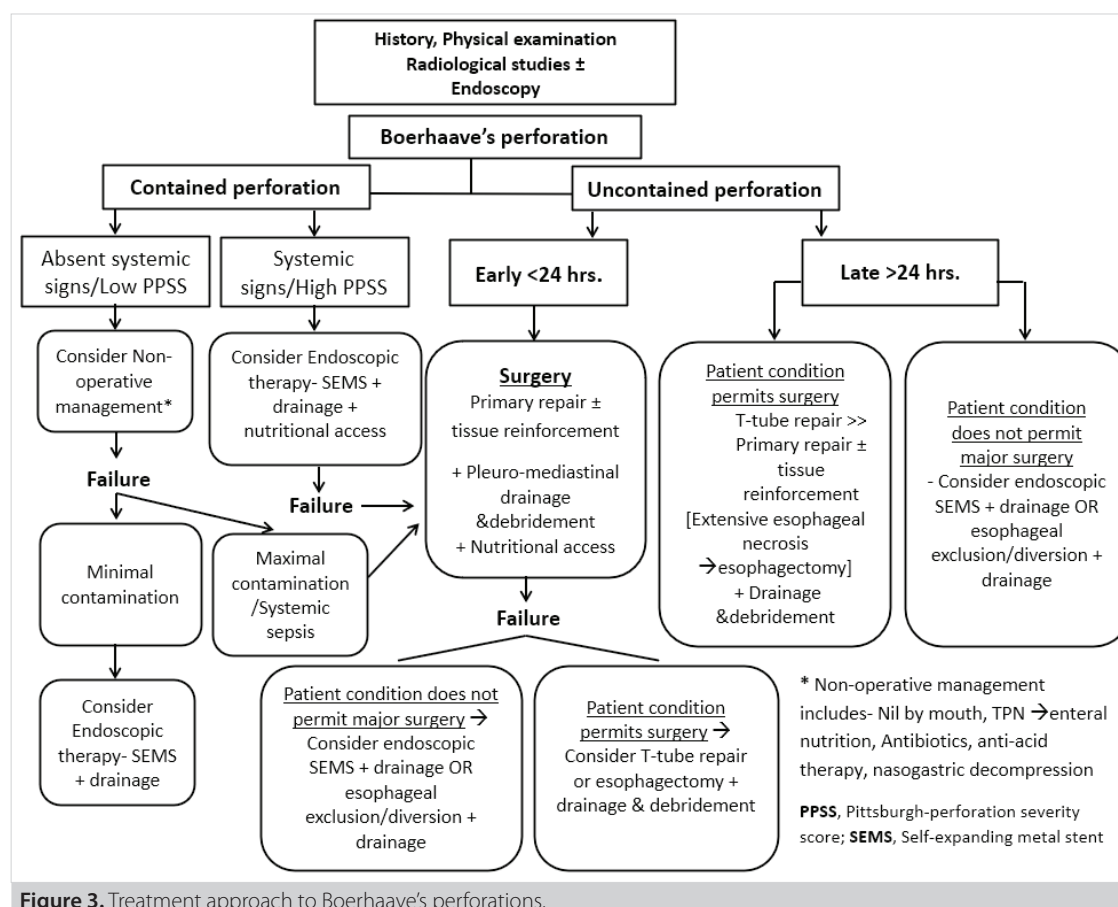 History, Physical examination
Radiological studies ±
Endoscopy
Boerhaave's perforation
Contained perforation
Uncontained perforation
Absent systemic
signs/Low PPSS
Systemic
signs/High PPSS
Early <24 hrs.
Late >24 hrs.
Consider Non-
operative
management*
Consider Endoscopic
therapy- SEMS +
drainage +
nutritional access
Surgery
Primary repair ±
tissue reinforcement
+ Pleuro-mediastinal
drainage
&debridement
+ Nutritional access
Patient condition
permits surgery
T-tube repair >>
Primary repair ±
tissue
reinforcement
[Extensive esophageal
necrosis
→esophagectomy]
+ Drainage
&debridement
Patient condition
does not permit
major surgery
- Consider endoscopic
SEMS + drainage OR
esophageal
exclusion/diversion +
drainage
Failure
Failure
Minimal
contamination
Maximal
contamination
/Systemic
sepsis
Failure
Consider
Endoscopic
therapy- SEMS
+ drainage
Patient condition does not
permit major surgery →
Consider endoscopic
SEMS + drainage OR
esophageal
exclusion/diversion +
drainage
Patient condition
permits surgery →
Consider T-tube repair
or esophagectomy +
drainage & debridement
* Non-operative management
includes- Nil by mouth, TPN →enteral
nutrition, Antibiotics, anti-acid
therapy, nasogastric decompression
PPSS, Pittsburgh-perforation severity
score; SEMS, Self-expanding metal stent
Figure 3. Treatment approach to Boerhaave's perforations.